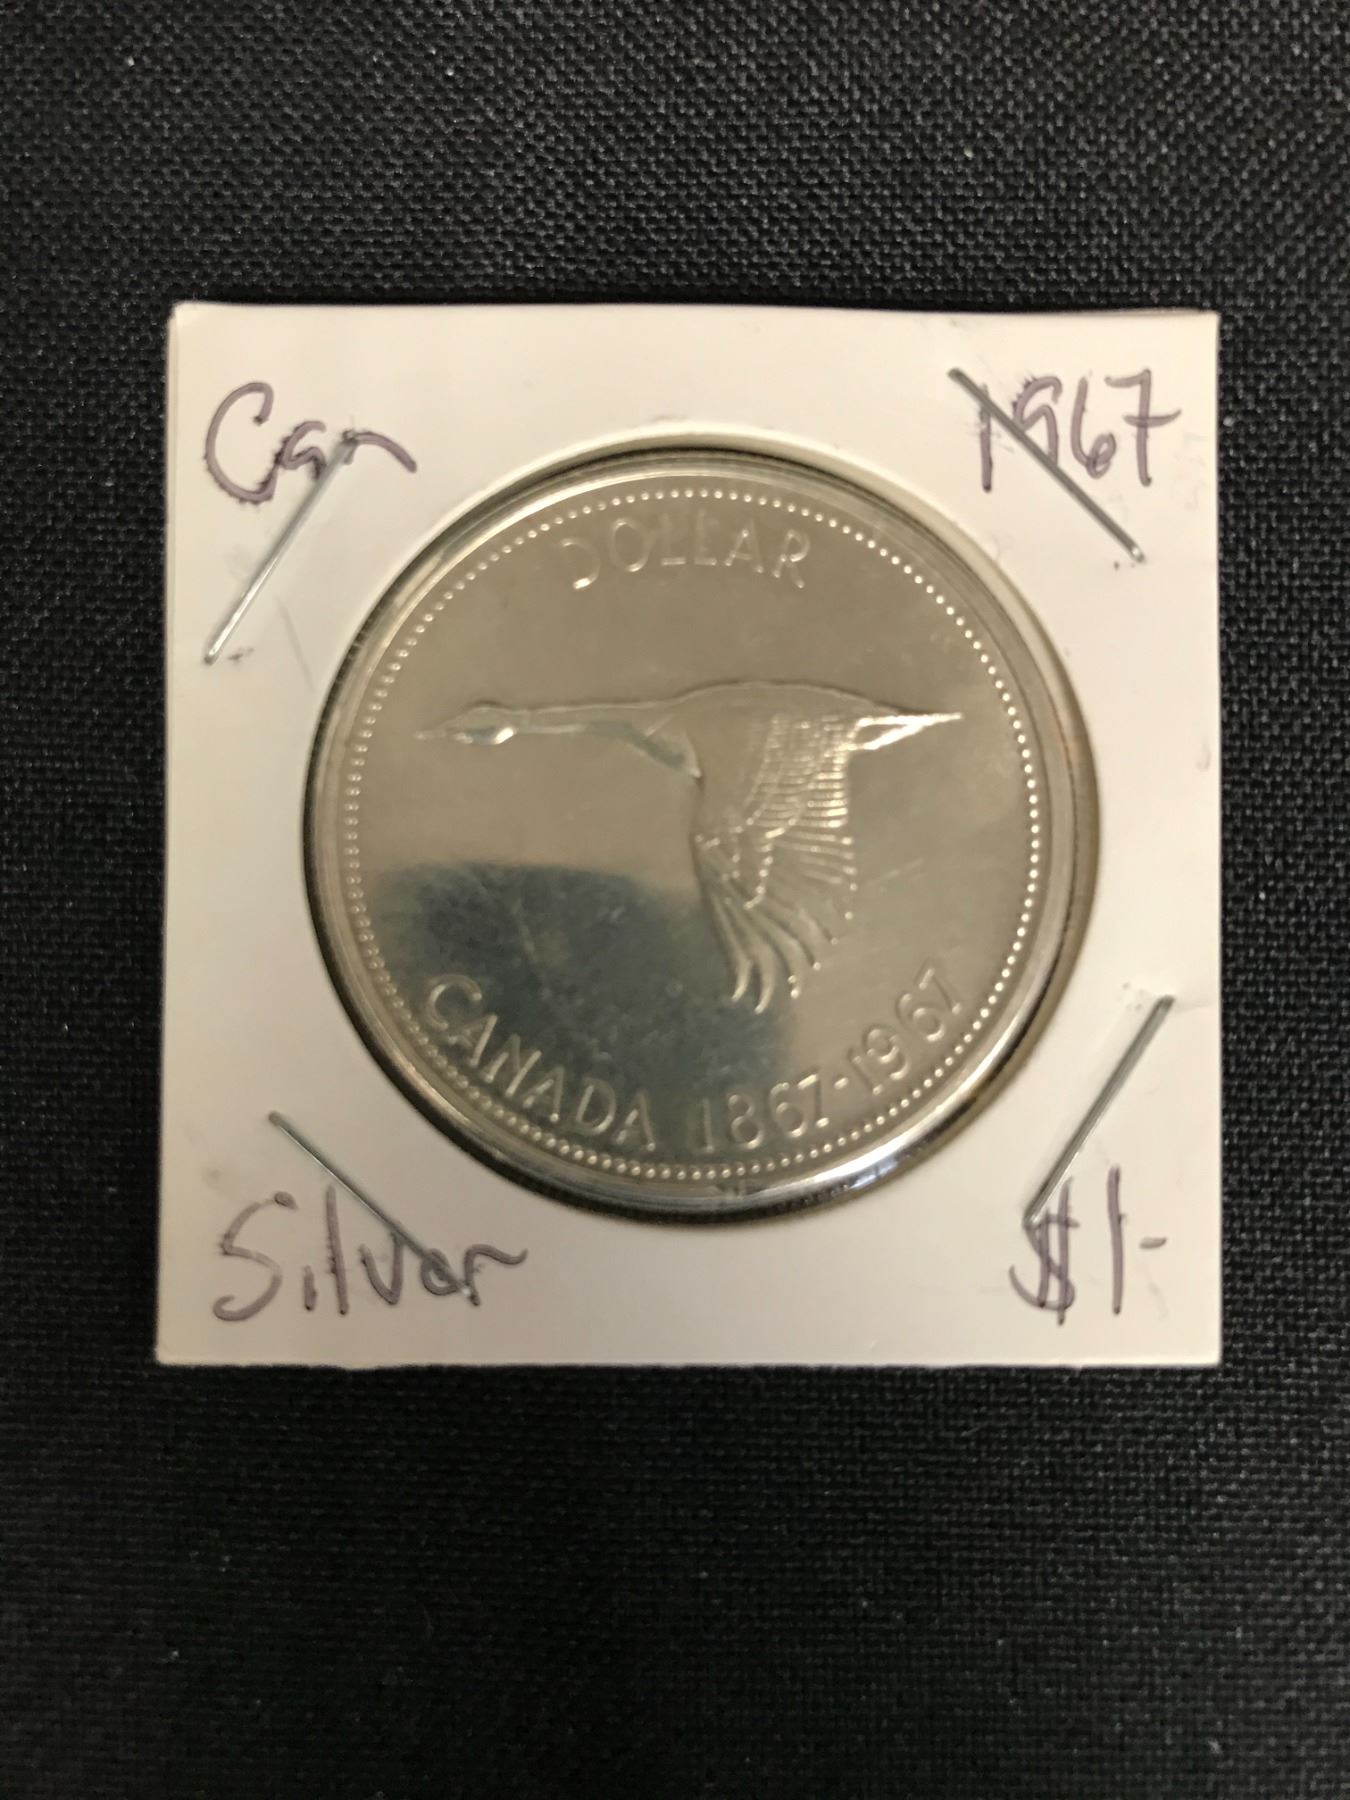 Can
1967
DOLLAR
CANADA 1867-1967
Silver
$1-